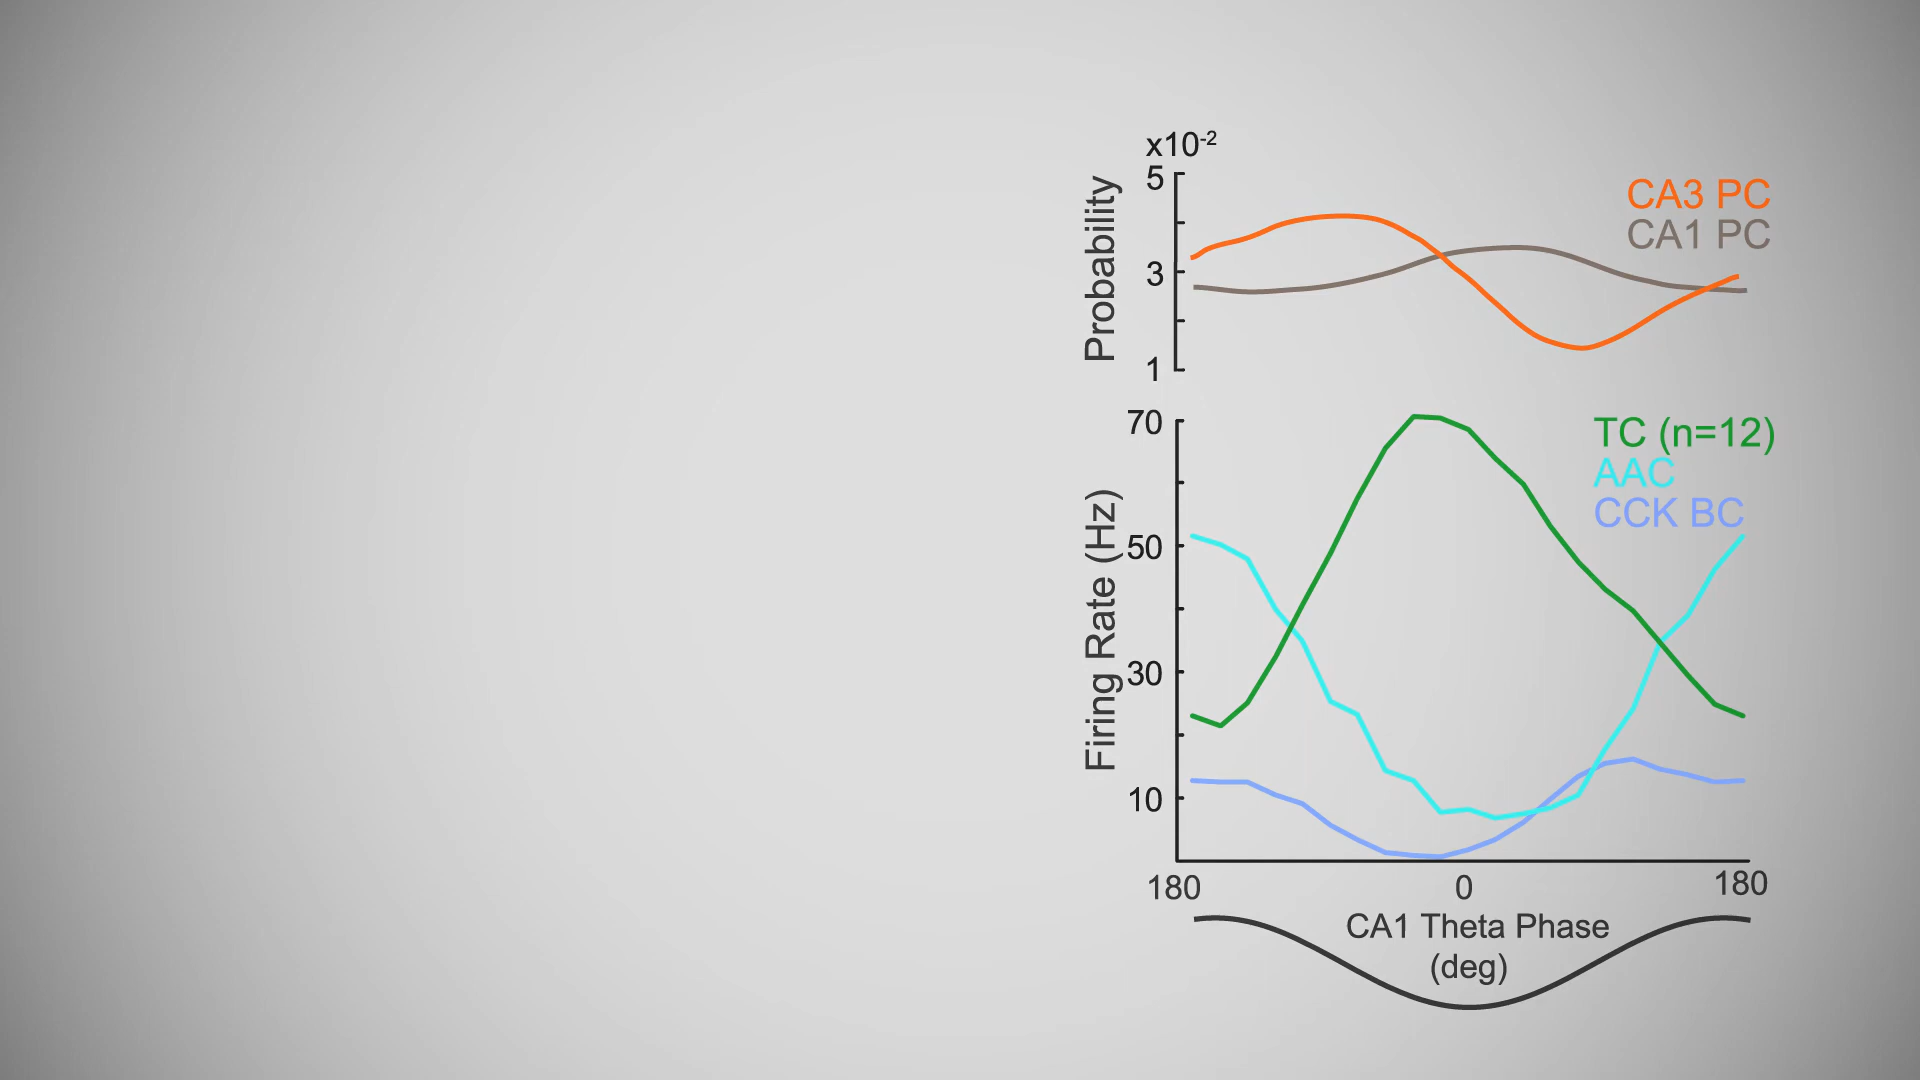 x10-2
5
3
1
Probability
CA3 PC
CA1 PC
70
50
30
10
Firing Rate (Hz)
TC (n=12)
AAC
CCK BC
180
0
180
CA1 Theta Phase
(deg)